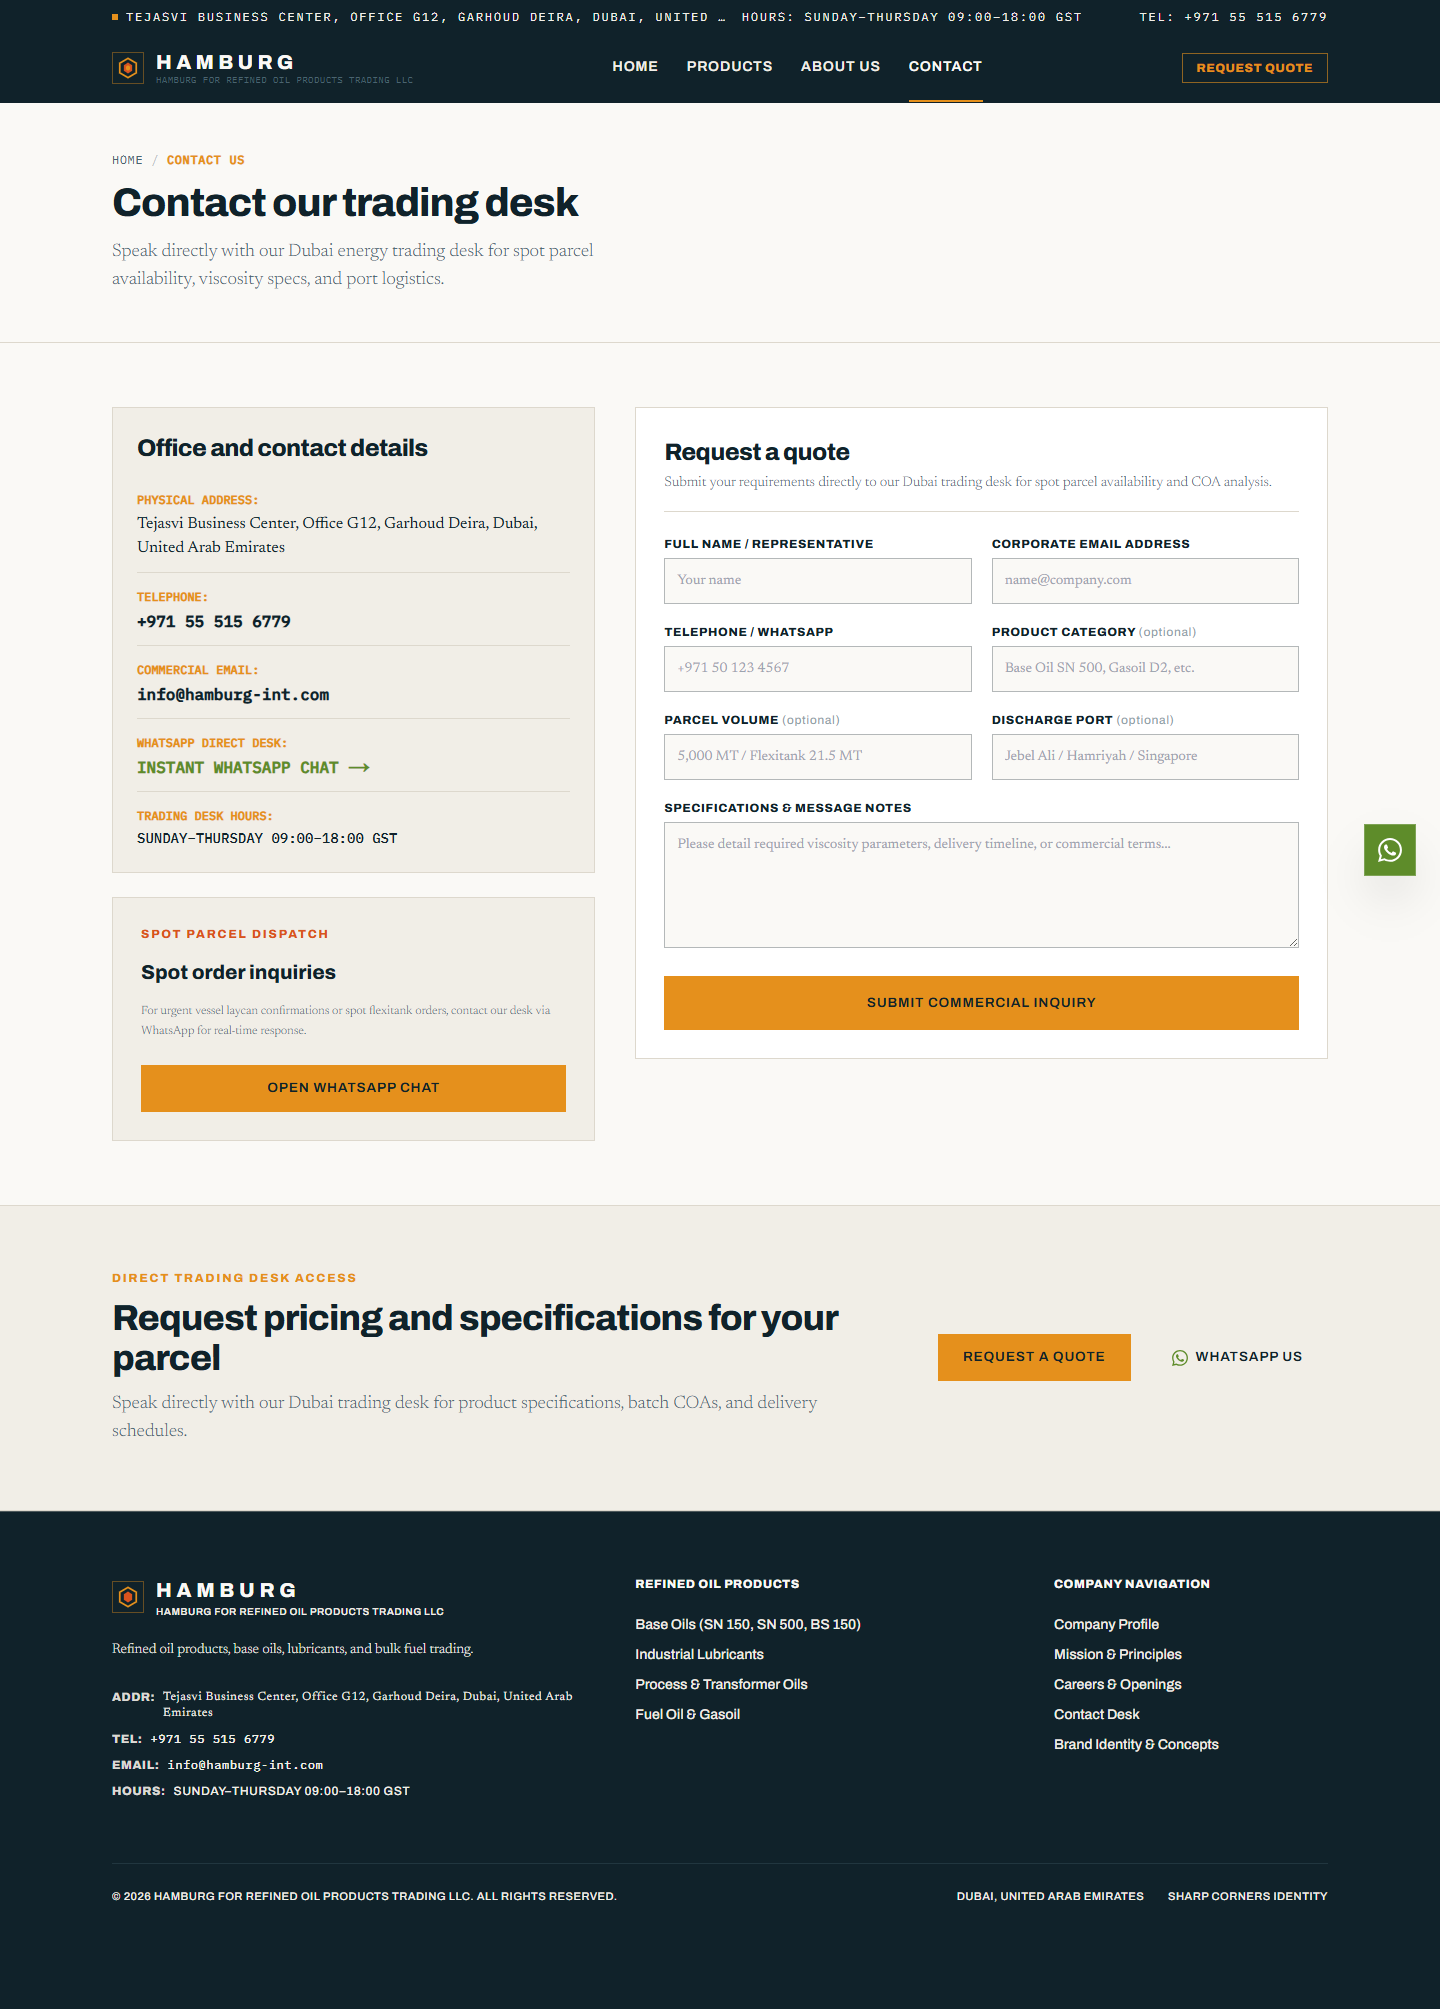 TEJASVI BUSINESS CENTER, OFFICE G12, GARHOUD DEIRA, DUBAI, UNITED …
HOURS: SUNDAY–THURSDAY 09:00–18:00 GST
TEL: +971 55 515 6779
HAMBURG
HAMBURG FOR REFINED OIL PRODUCTS TRADING LLC
HOME
PRODUCTS
ABOUT US
CONTACT
REQUEST QUOTE
HOME / CONTACT US
Contact our trading desk
Speak directly with our Dubai energy trading desk for spot parcel
availability, viscosity specs, and port logistics.
Office and contact details
PHYSICAL ADDRESS:
Tejasvi Business Center, Office G12, Garhoud Deira, Dubai,
United Arab Emirates
TELEPHONE:
+971 55 515 6779
COMMERCIAL EMAIL:
info@hamburg-int.com
WHATSAPP DIRECT DESK:
INSTANT WHATSAPP CHAT ⟶
TRADING DESK HOURS:
SUNDAY–THURSDAY 09:00–18:00 GST
SPOT PARCEL DISPATCH
Spot order inquiries
For urgent vessel laycan confirmations or spot flexitank orders, contact our desk via
WhatsApp for real-time response.
OPEN WHATSAPP CHAT
Request a quote
Submit your requirements directly to our Dubai trading desk for spot parcel availability and COA analysis.
FULL NAME / REPRESENTATIVE
Your name
CORPORATE EMAIL ADDRESS
name@company.com
TELEPHONE / WHATSAPP
+971 50 123 4567
PRODUCT CATEGORY (optional)
Base Oil SN 500, Gasoil D2, etc.
PARCEL VOLUME (optional)
5,000 MT / Flexitank 21.5 MT
DISCHARGE PORT (optional)
Jebel Ali / Hamriyah / Singapore
SPECIFICATIONS & MESSAGE NOTES
Please detail required viscosity parameters, delivery timeline, or commercial terms...
SUBMIT COMMERCIAL INQUIRY
DIRECT TRADING DESK ACCESS
Request pricing and specifications for your
parcel
Speak directly with our Dubai trading desk for product specifications, batch COAs, and delivery
schedules.
REQUEST A QUOTE
WHATSAPP US
HAMBURG
HAMBURG FOR REFINED OIL PRODUCTS TRADING LLC
Refined oil products, base oils, lubricants, and bulk fuel trading.
ADDR: Tejasvi Business Center, Office G12, Garhoud Deira, Dubai, United Arab
Emirates
TEL: +971 55 515 6779
EMAIL: info@hamburg-int.com
HOURS: SUNDAY–THURSDAY 09:00–18:00 GST
REFINED OIL PRODUCTS
Base Oils (SN 150, SN 500, BS 150)
Industrial Lubricants
Process & Transformer Oils
Fuel Oil & Gasoil
COMPANY NAVIGATION
Company Profile
Mission & Principles
Careers & Openings
Contact Desk
Brand Identity & Concepts
© 2026 HAMBURG FOR REFINED OIL PRODUCTS TRADING LLC. ALL RIGHTS RESERVED.
DUBAI, UNITED ARAB EMIRATES
SHARP CORNERS IDENTITY